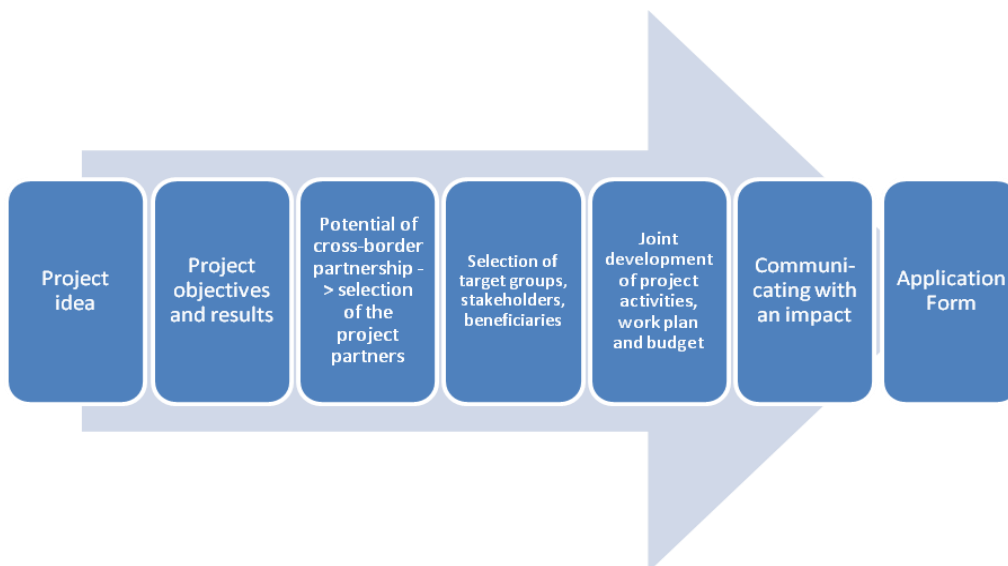 Project
idea
Project
objectives
and results
Potential of
cross-border
partnership -
> selection
of the
project
partners
Selection of
target groups,
stakeholders,
beneficiaries
Joint
development
of project
activities,
work plan
and budget
Communi-
cating with
an impact
Application
Form